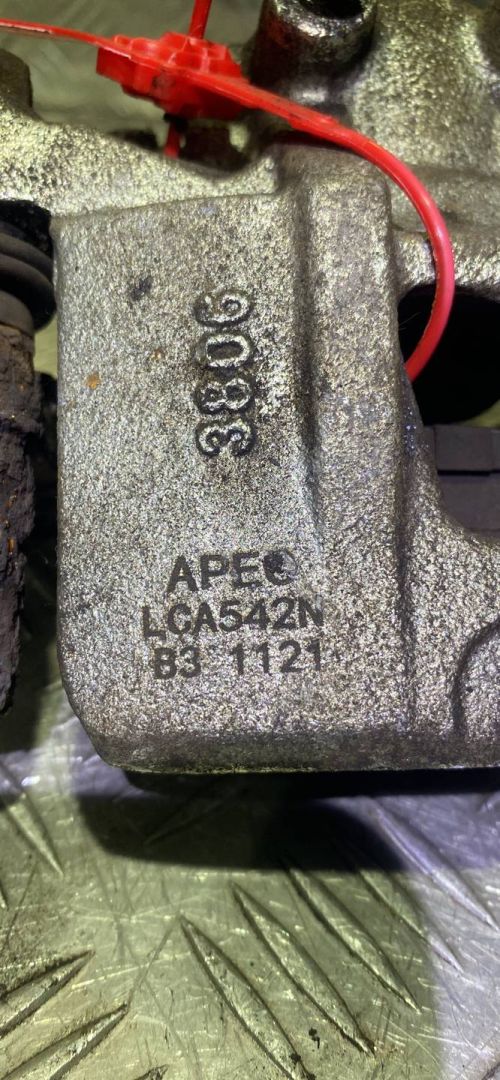 3806
APEC
LCA542N
B3 1121